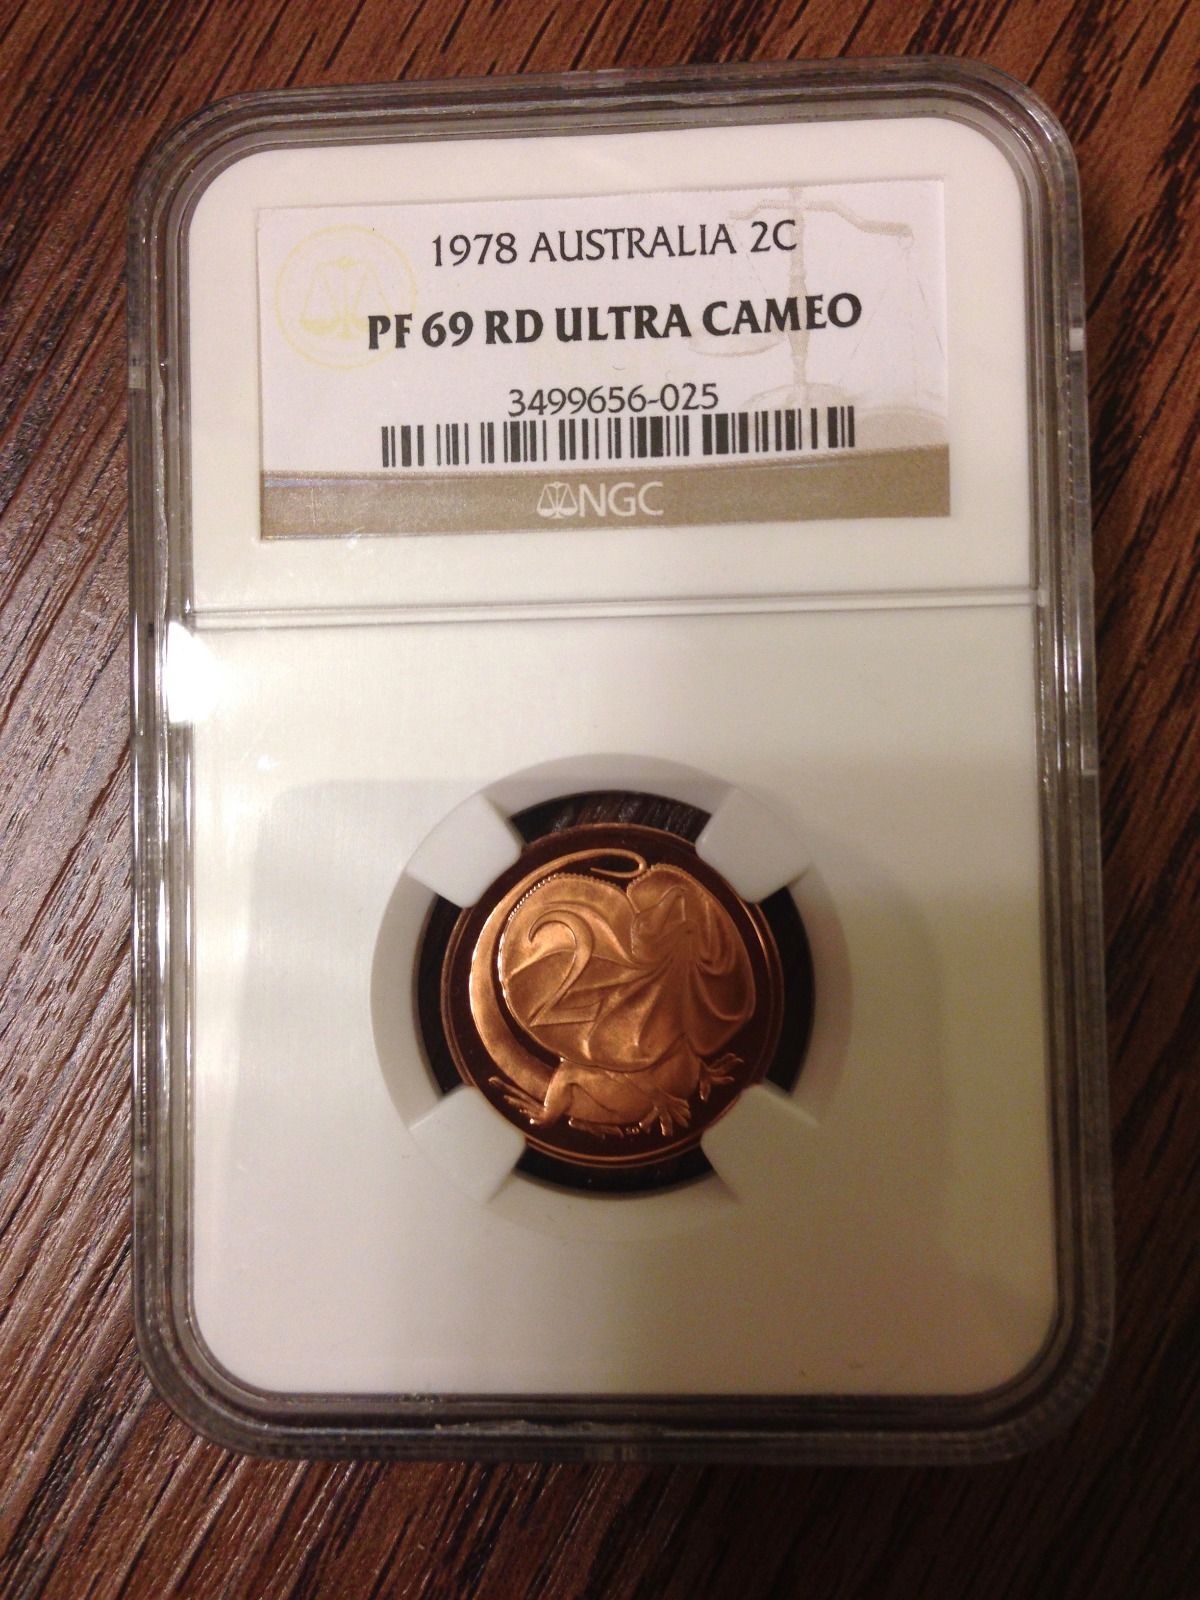 1978 AUSTRALIA 2C
PF 69 RD ULTRA CAMEO
3499656-025
NGC
2